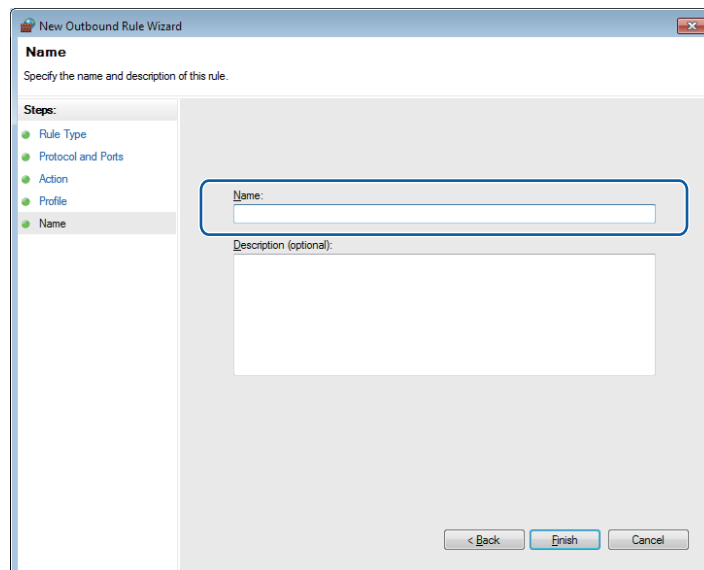 New Outbound Rule Wizard
Name
Specify the name and description of this rule.
Steps:
Rule Type
Protocol and Ports
Action
Profile
Name
Name:
Description (optional):
< Back
Finish
Cancel